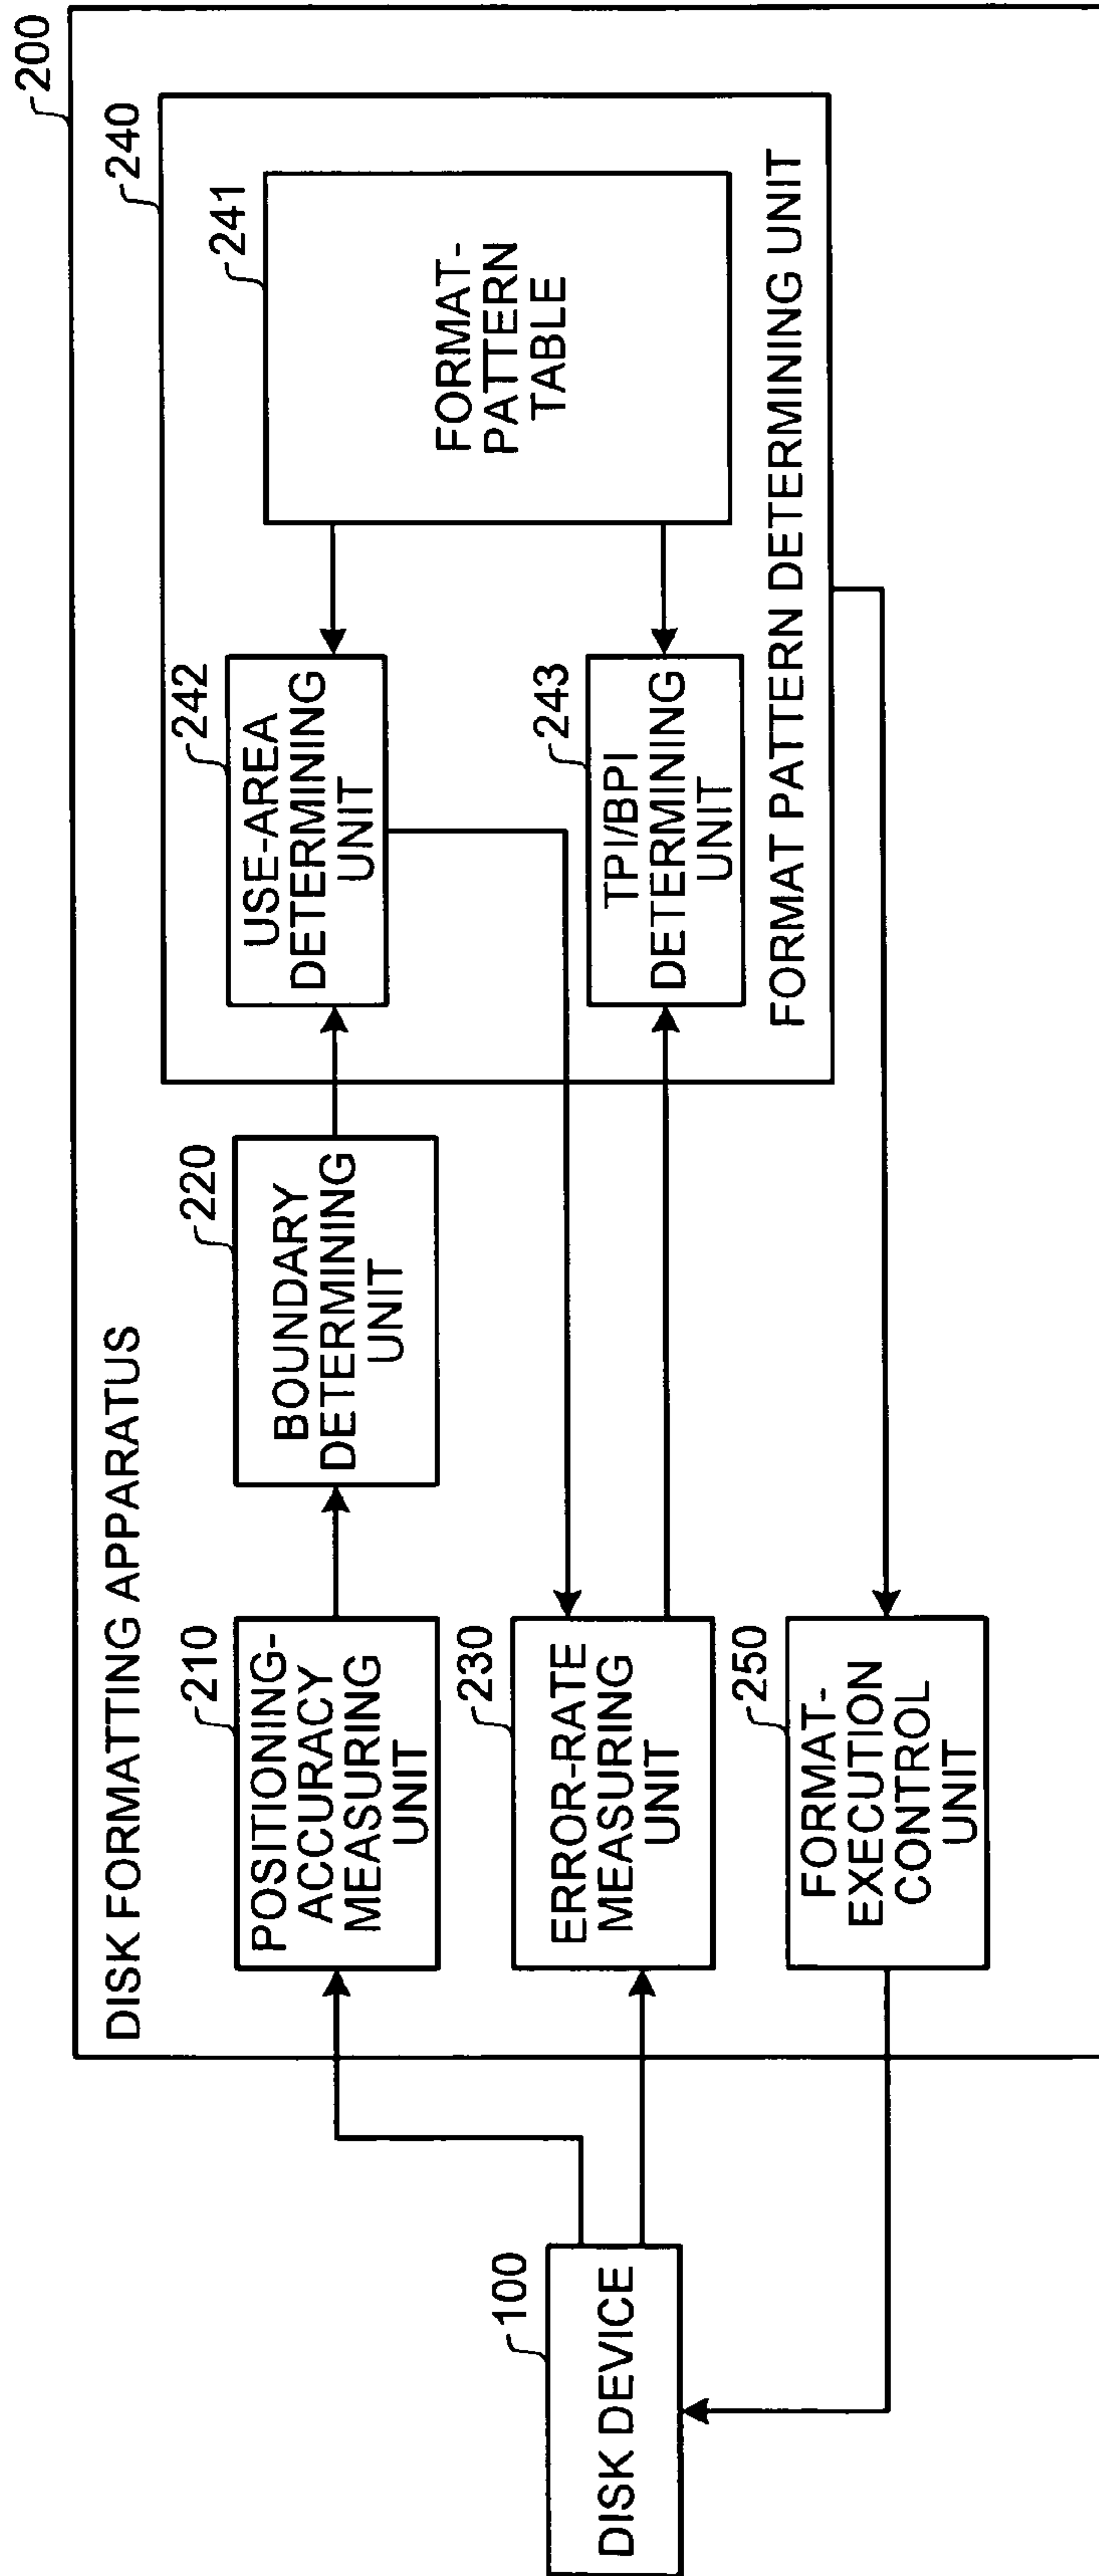 200
DISK FORMATTING APPARATUS
240
241
FORMAT-
PATTERN
TABLE
242
USE-AREA
DETERMINING
UNIT
243
TPI/BPI
DETERMINING
UNIT
FORMAT PATTERN DETERMINING UNIT
220
BOUNDARY
DETERMINING
UNIT
210
POSITIONING-
ACCURACY
MEASURING
UNIT
230
ERROR-RATE
MEASURING
UNIT
250
FORMAT-
EXECUTION
CONTROL
UNIT
100
DISK DEVICE